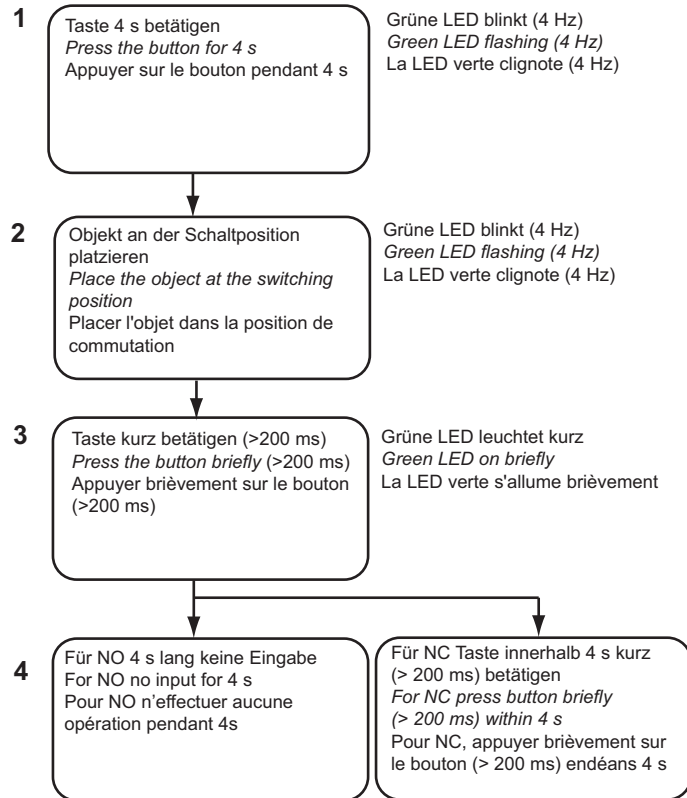 1
Taste 4 s betätigen
Press the button for 4 s
Appuyer sur le bouton pendant 4 s
Grüne LED blinkt (4 Hz)
Green LED flashing (4 Hz)
La LED verte clignote (4 Hz)
2
Objekt an der Schaltposition
platzieren
Place the object at the switching
position
Placer l'objet dans la position de
commutation
Grüne LED blinkt (4 Hz)
Green LED flashing (4 Hz)
La LED verte clignote (4 Hz)
3
Taste kurz betätigen (>200 ms)
Press the button briefly (>200 ms)
Appuyer brièvement sur le bouton
(>200 ms)
Grüne LED leuchtet kurz
Green LED on briefly
La LED verte s'allume brièvement
4
Für NO 4 s lang keine Eingabe
For NO no input for 4 s
Pour NO n’effectuer aucune
opération pendant 4s
Für NC Taste innerhalb 4 s kurz
(> 200 ms) betätigen
For NC press button briefly
(> 200 ms) within 4 s
Pour NC, appuyer brièvement sur
le bouton (> 200 ms) endéans 4 s